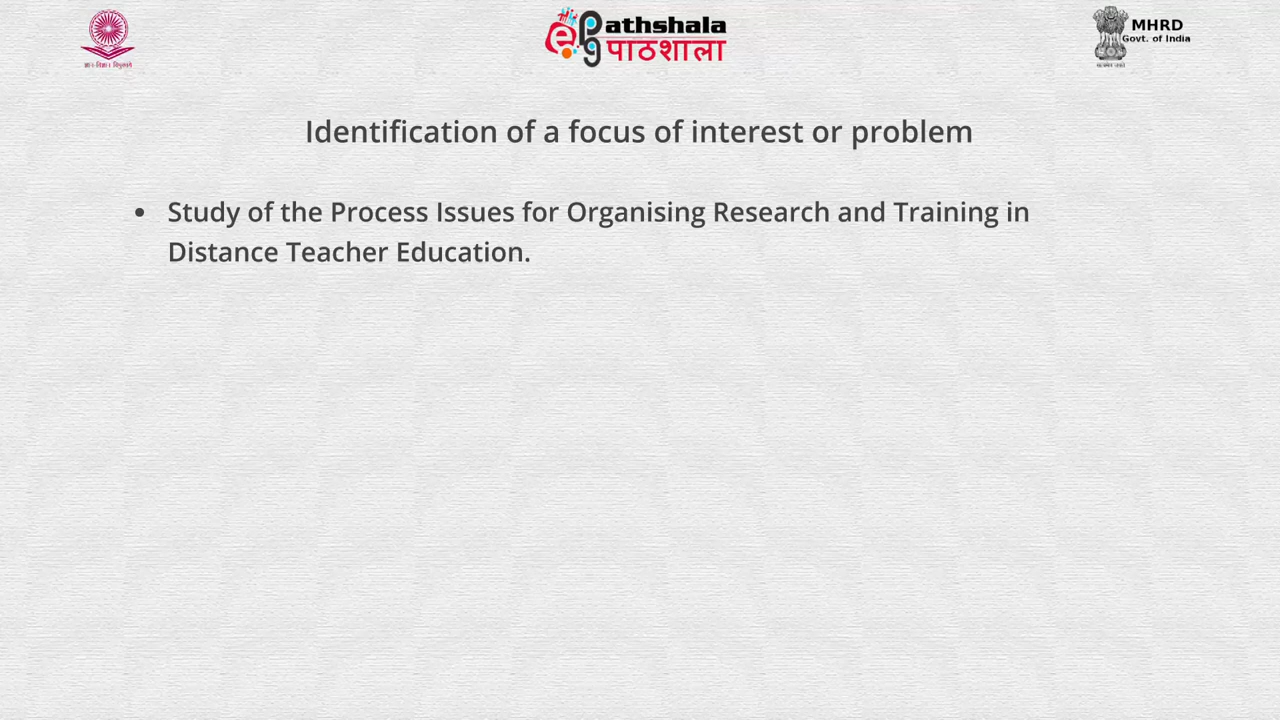 ePathshala
पाठशाला
MHRD
Govt. of India
Identification of a focus of interest or problem
• Study of the Process Issues for Organising Research and Training in
Distance Teacher Education.